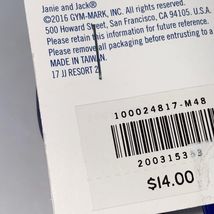 Janie and Jack®
©2016 GYM-MARK, INC. All rights
500 Howard Street, San Francisco, CA 94105. U.S.A.
Please retain this information for future
Please remove all packaging before entrusting to a
MADE IN TAIWAN
17 JJ RESORT 2
100024817-M48
20031535
$14.00